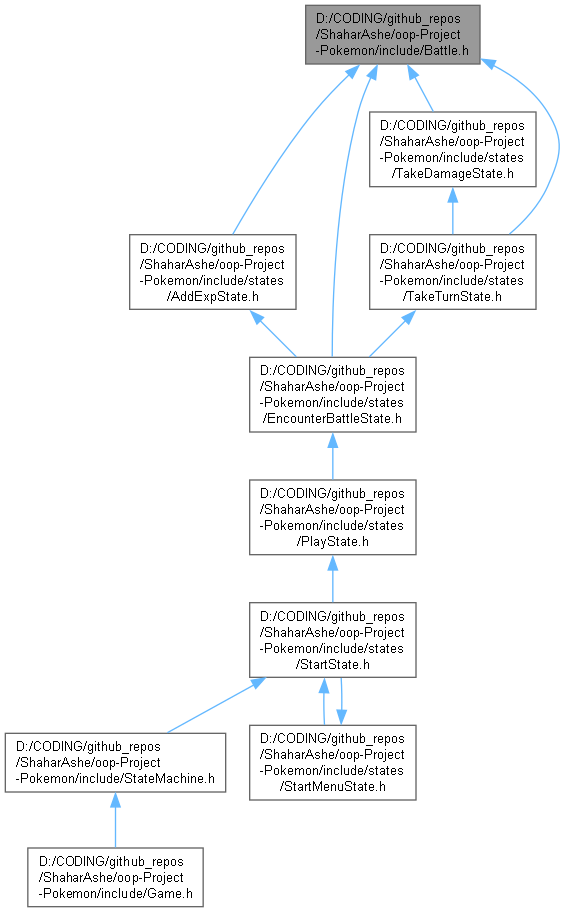 D:/CODING/github_repos
/ShaharAshe/oop-Project
-Pokemon/include/Battle.h
D:/CODING/github_repos
/ShaharAshe/oop-Project
-Pokemon/include/states
/TakeDamageState.h
D:/CODING/github_repos
/ShaharAshe/oop-Project
-Pokemon/include/states
/AddExpState.h
D:/CODING/github_repos
/ShaharAshe/oop-Project
-Pokemon/include/states
/TakeTurnState.h
D:/CODING/github_repos
/ShaharAshe/oop-Project
-Pokemon/include/states
/EncounterBattleState.h
D:/CODING/github_repos
/ShaharAshe/oop-Project
-Pokemon/include/states
/PlayState.h
D:/CODING/github_repos
/ShaharAshe/oop-Project
-Pokemon/include/states
/StartState.h
D:/CODING/github_repos
/ShaharAshe/oop-Project
-Pokemon/include/StateMachine.h
D:/CODING/github_repos
/ShaharAshe/oop-Project
-Pokemon/include/states
/StartMenuState.h
D:/CODING/github_repos
/ShaharAshe/oop-Project
-Pokemon/include/Game.h